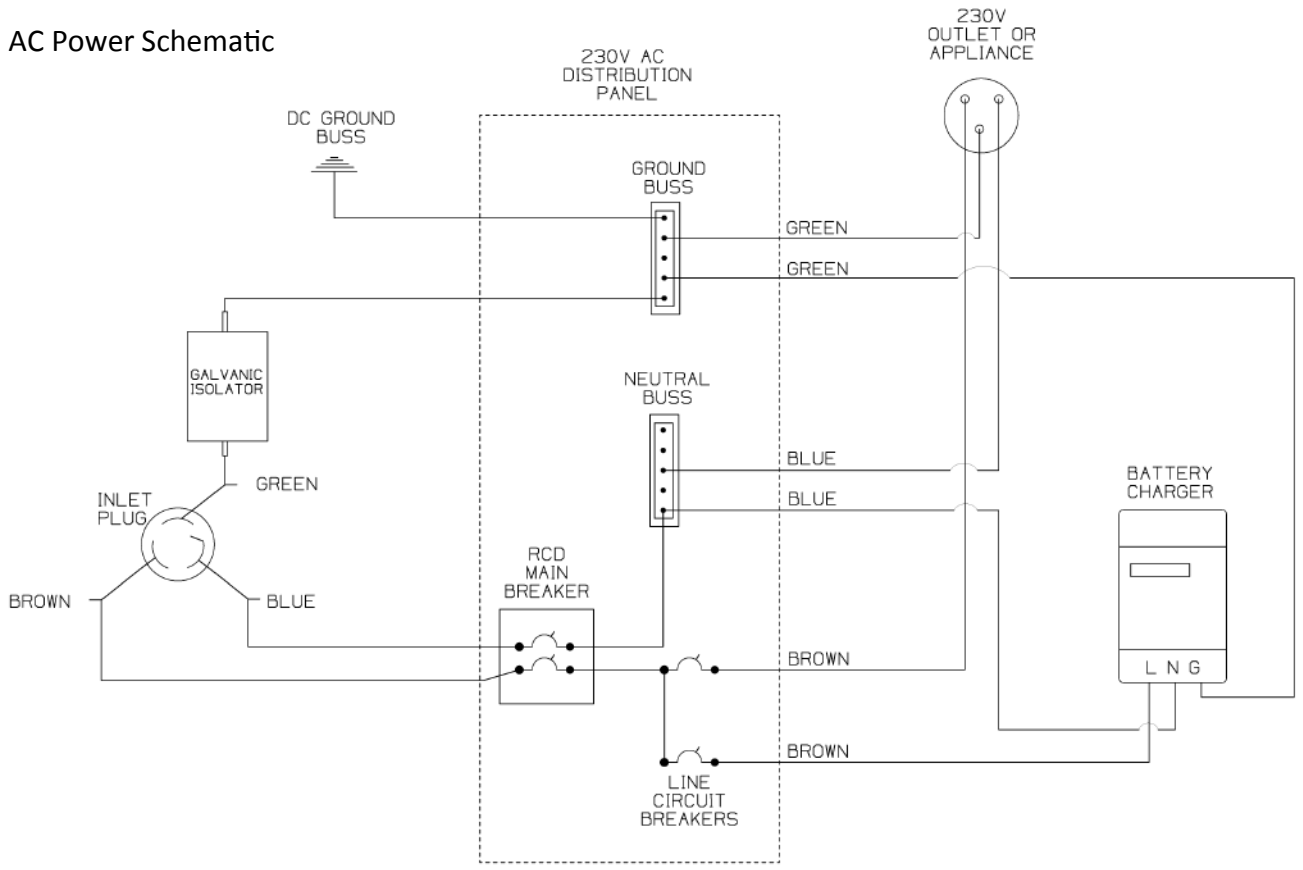 AC Power Schematic
230V
OUTLET OR
APPLIANCE
230V AC
DISTRIBUTION
PANEL
DC GROUND
BUSS
GROUND
BUSS
GREEN
GREEN
GALVANIC
ISOLATOR
NEUTRAL
BUSS
BLUE
BLUE
BATTERY
CHARGER
GREEN
INLET
PLUG
RCD
MAIN
BREAKER
BROWN
BLUE
BROWN
L N G
BROWN
LINE
CIRCUIT
BREAKERS